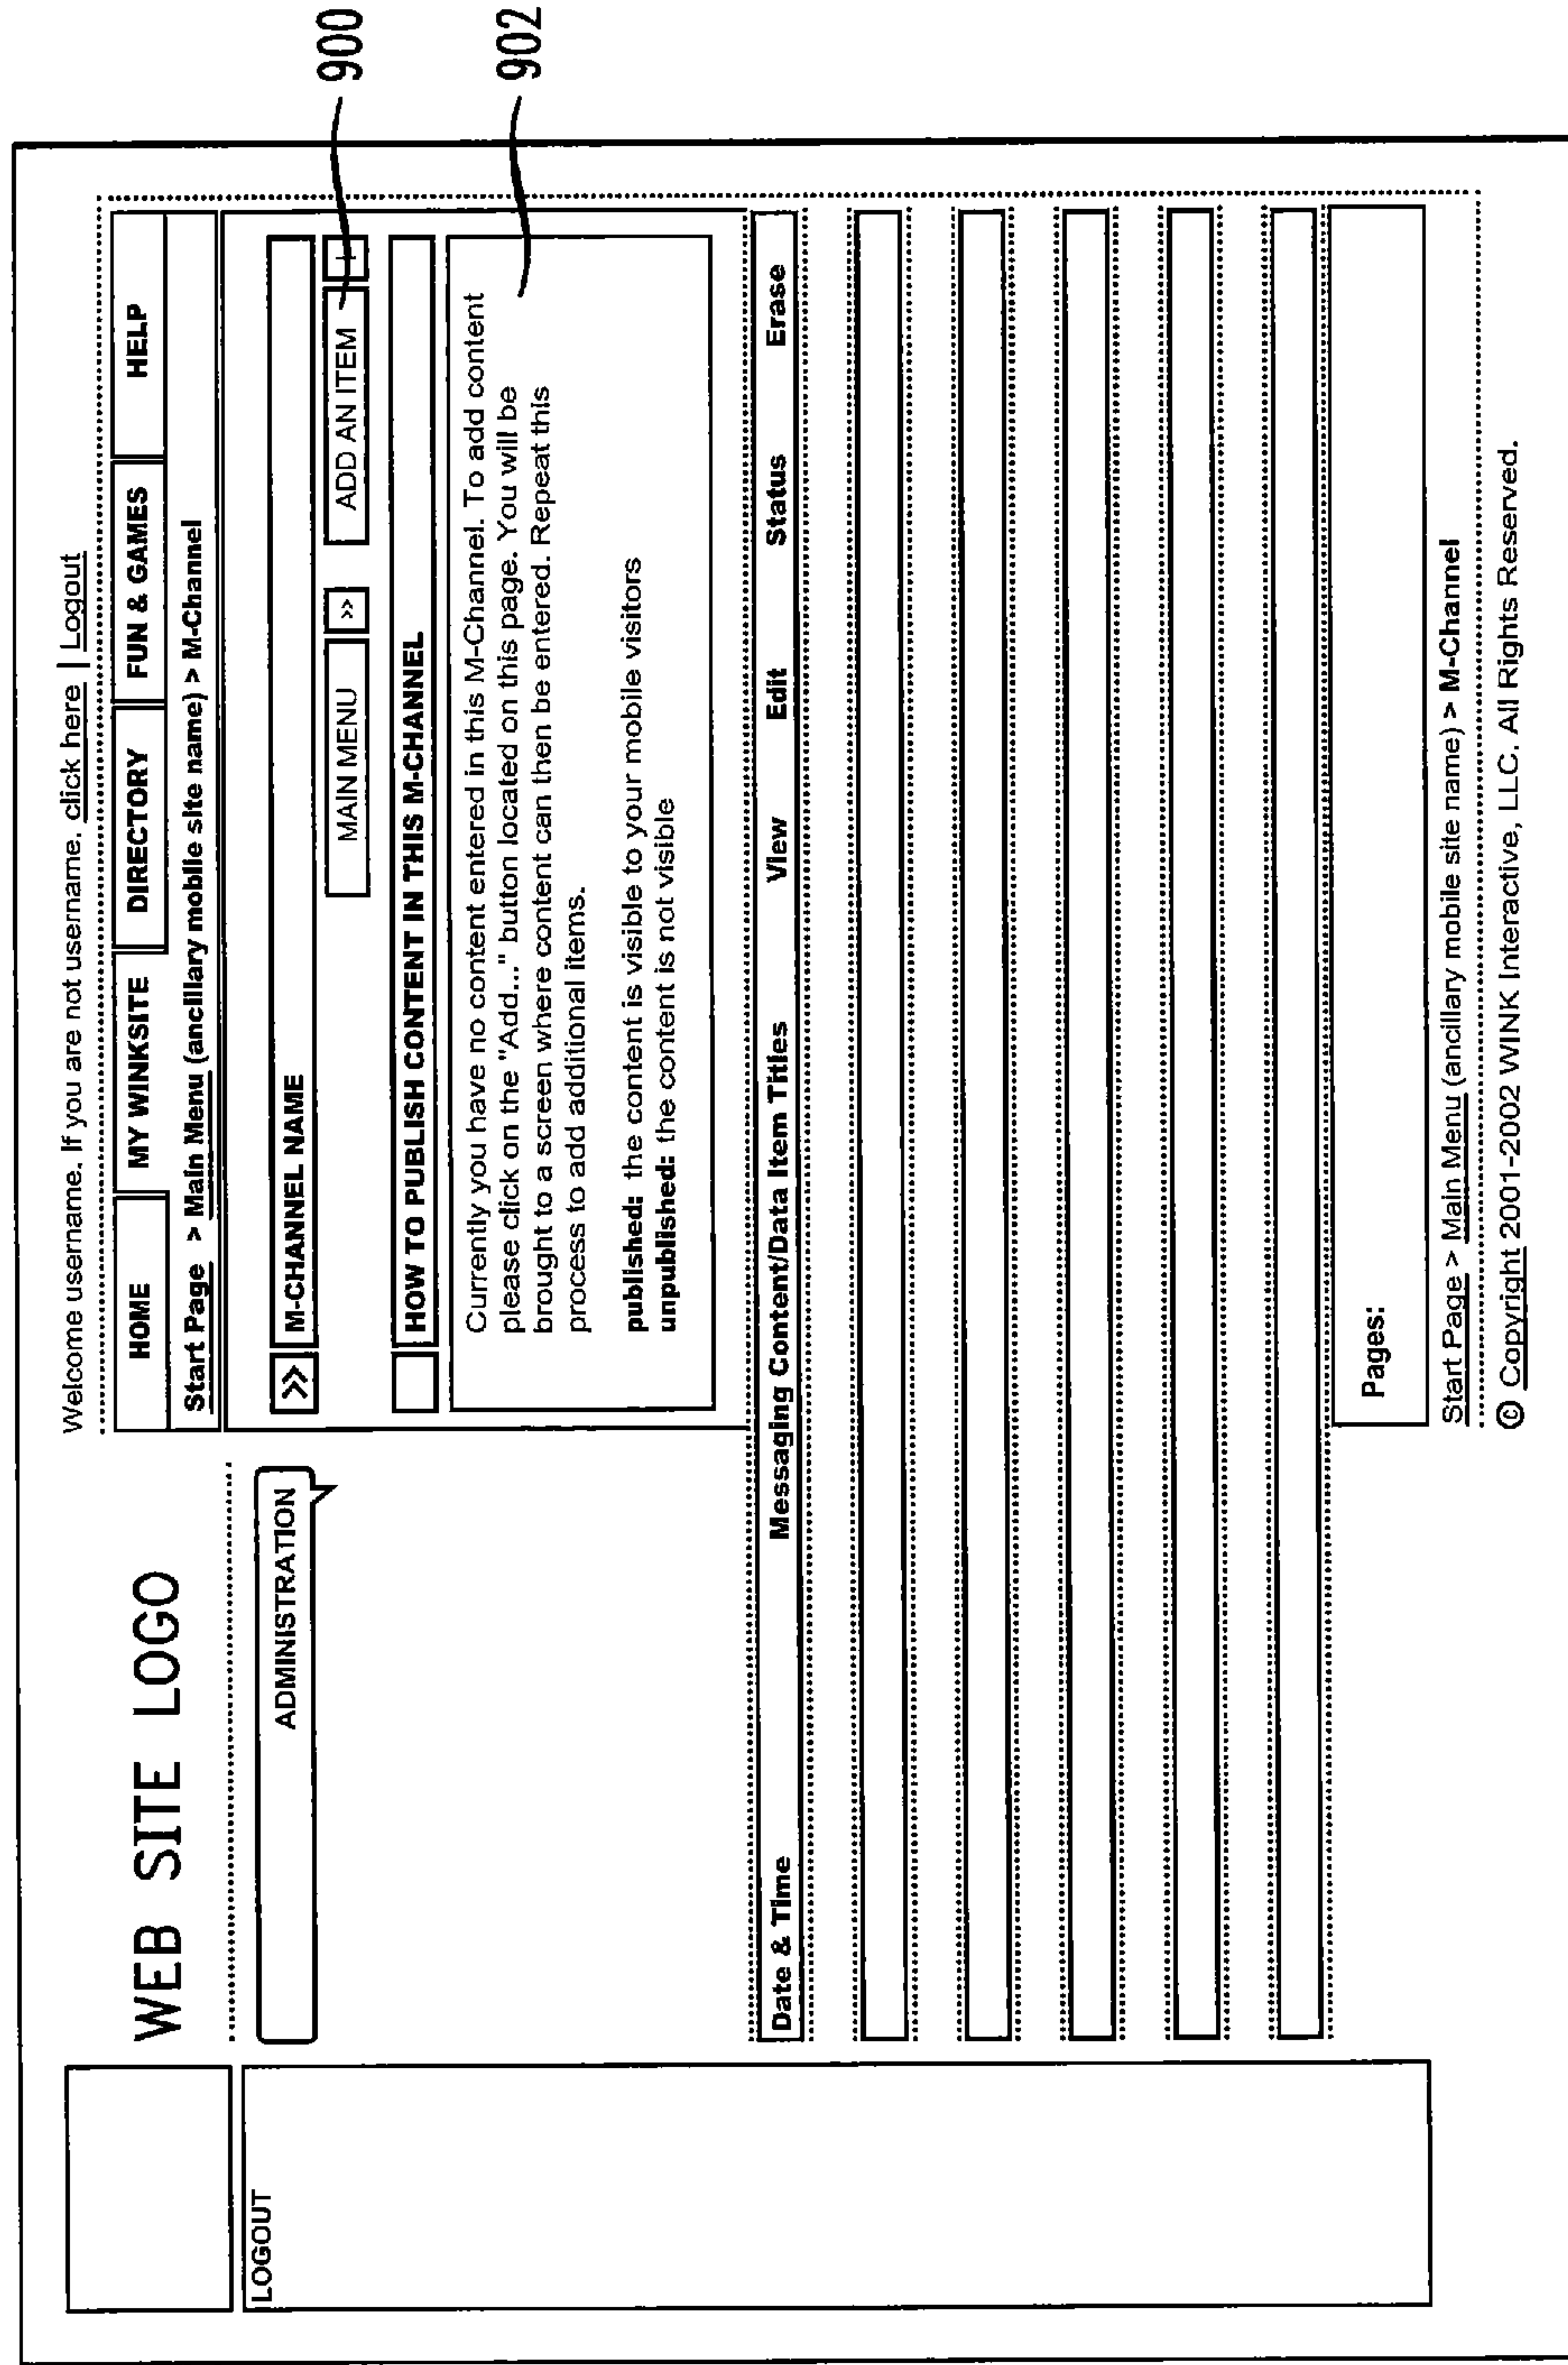 Welcome username. If you are not username. click here | Logout
WEB SITE LOGO
HOME MY WINKSITE DIRECTORY FUN & GAMES HELP
Start Page > Main Menu (ancillary mobile site name) > M-Channel
LOGOUT
ADMINISTRATION
>> M-CHANNEL NAME
MAIN MENU >> ADD AN ITEM +
900
HOW TO PUBLISH CONTENT IN THIS M-CHANNEL
Currently you have no content entered in this M-Channel. To add content
please click on the "Add..." button located on this page. You will be
brought to a screen where content can then be entered. Repeat this
process to add additional items.
902
published: the content is visible to your mobile visitors
unpublished: the content is not visible
Date & Time Messaging Content/Data Item Titles View Edit Status Erase
Pages:
Start Page > Main Menu (ancillary mobile site name) > M-Channel
© Copyright 2001-2002 WINK Interactive, LLC. All Rights Reserved.